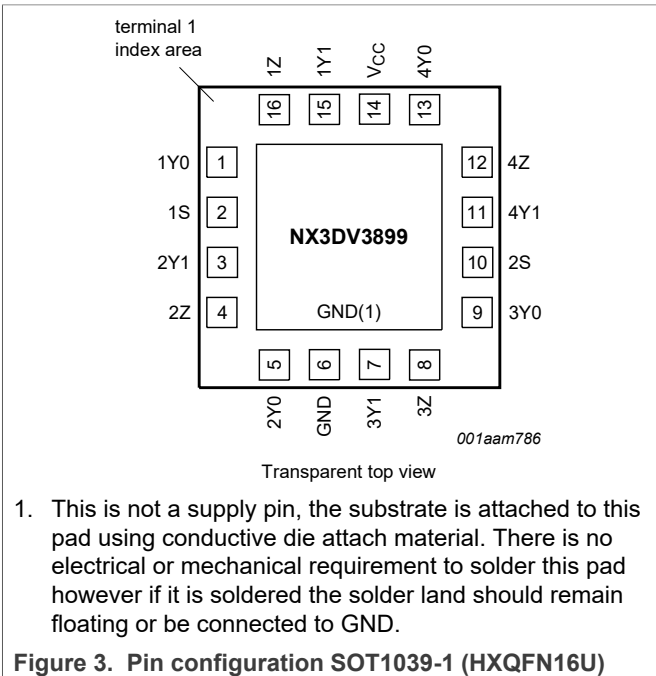 terminal 1
index area
1Z 1Y1 VCC 4Y0
16 15 14 13
1Y0 1 12 4Z
1S 2 11 4Y1
NX3DV3899
2Y1 3 10 2S
2Z 4 GND(1) 9 3Y0
5 6 7 8
2Y0 GND 3Y1 3Z
001aam786
Transparent top view
1. This is not a supply pin, the substrate is attached to this
pad using conductive die attach material. There is no
electrical or mechanical requirement to solder this pad
however if it is soldered the solder land should remain
floating or be connected to GND.
Figure 3. Pin configuration SOT1039-1 (HXQFN16U)